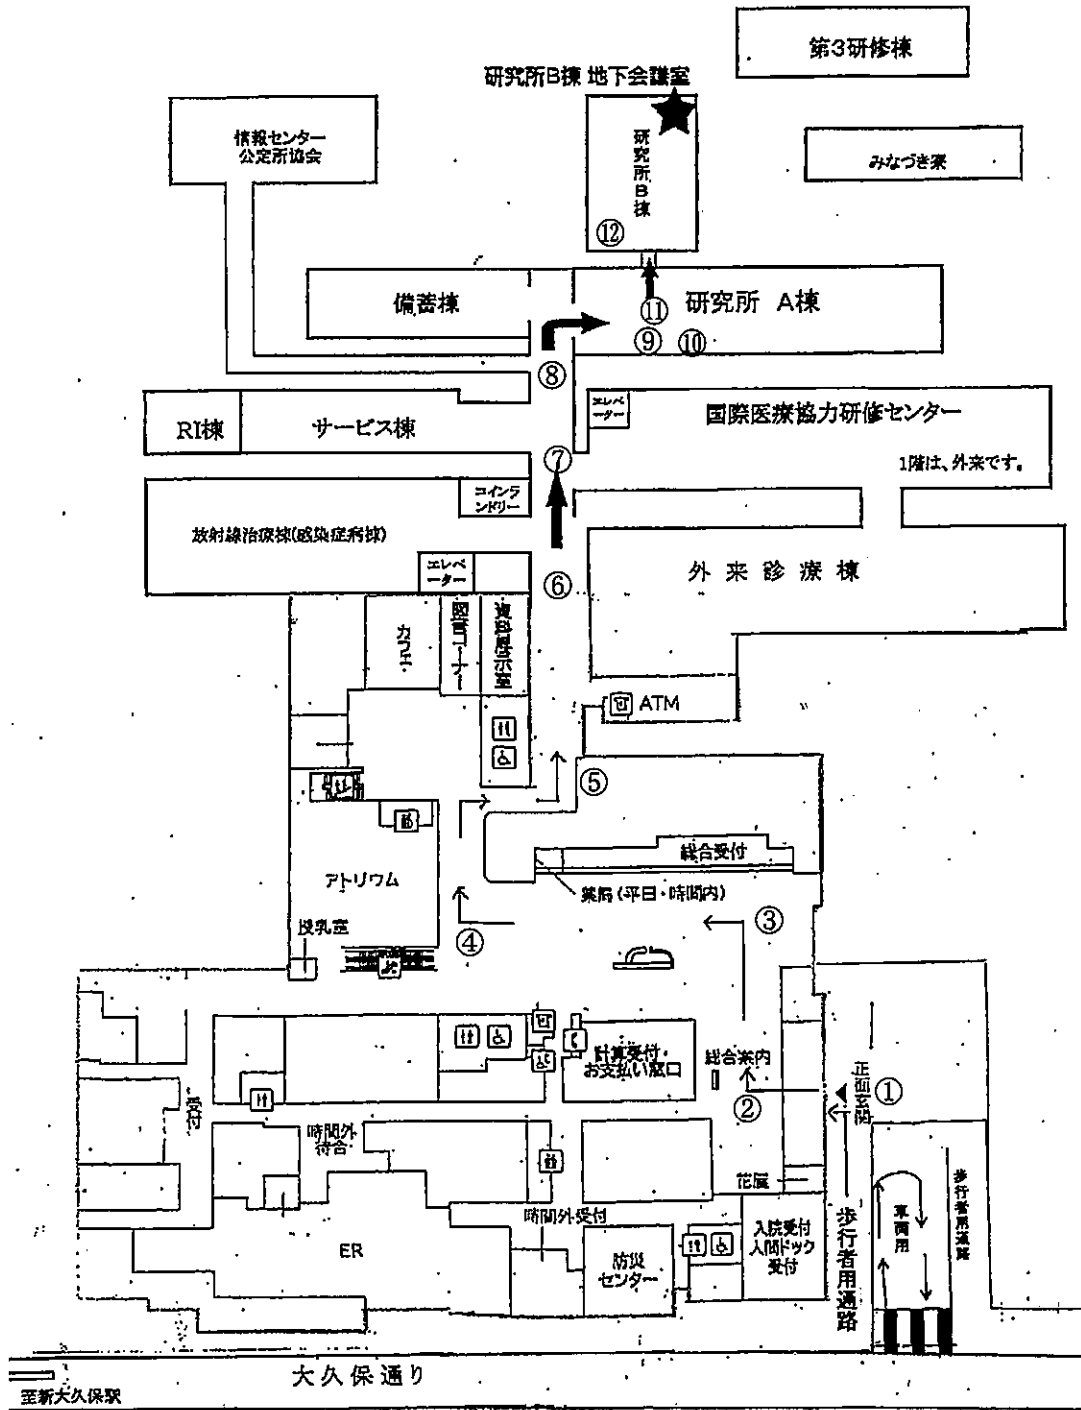 第3研修棟
研究所B棟 地下会議室
情報センター
公定所協会
みなづき寮
研究所B棟
⑫
備蓄棟
⑪
研究所 A棟
⑨
⑩
⑧
RI棟
サービス棟
エレベ
ーター
国際医療協力研修センター
1階は、外来です。
⑦
コインラ
ンドリー
放射線治療棟(感染症病棟)
エレベ
ーター
⑥
外来診療棟
カフェ
図書コーナー
資料展示室
ATM
⑤
総合受付
アトリウム
薬局(平日・時間内)
授乳室
④
③
計算受付・
お支払い窓口
総合案内
②
正面玄関
①
受付
時間外
待合
花屋
時間外受付
ER
防災
センター
入院受付
人間ドック
受付
歩行者用通路
車両用
歩行者用通路
大久保通り
至新大久保駅